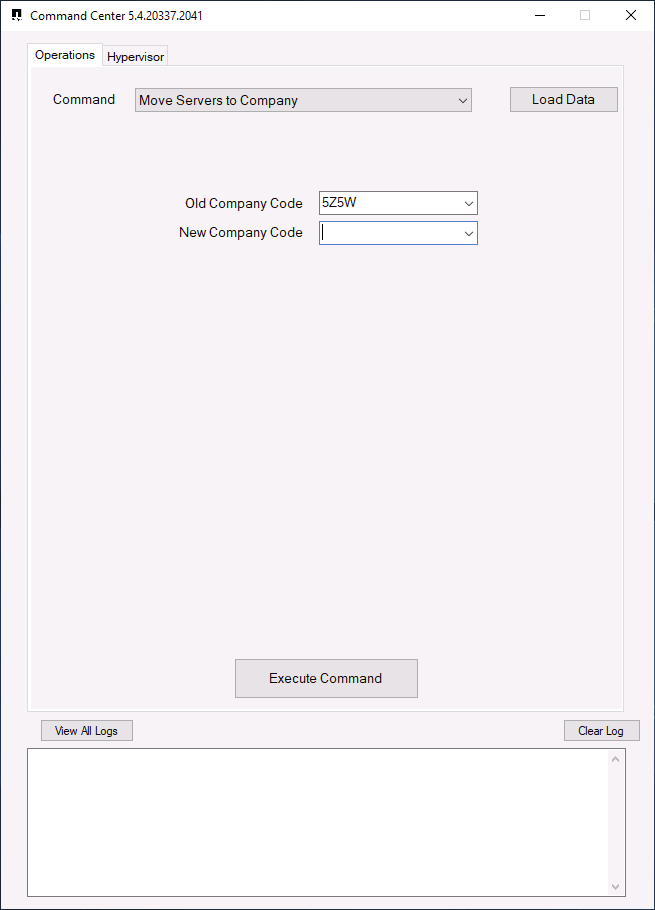 Command Center 5.4.20337.2041
Operations Hypervisor
Command Move Servers to Company Load Data
Old Company Code 5Z5W
New Company Code
Execute Command
View All Logs Clear Log